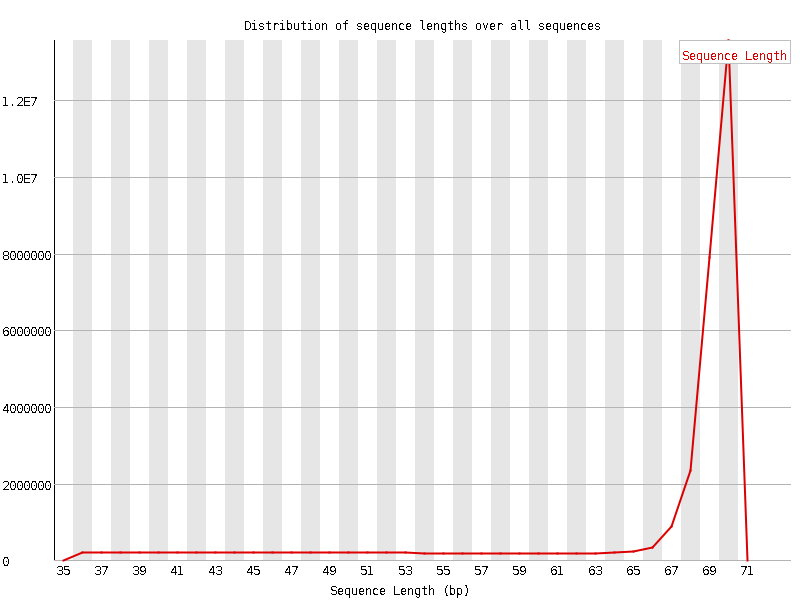 Distribution of sequence lengths over all sequences
Sequence Length
1.2E7
1.0E7
8000000
6000000
4000000
2000000
0
35 37 39 41 43 45 47 49 51 53 55 57 59 61 63 65 67 69 71
Sequence Length (bp)